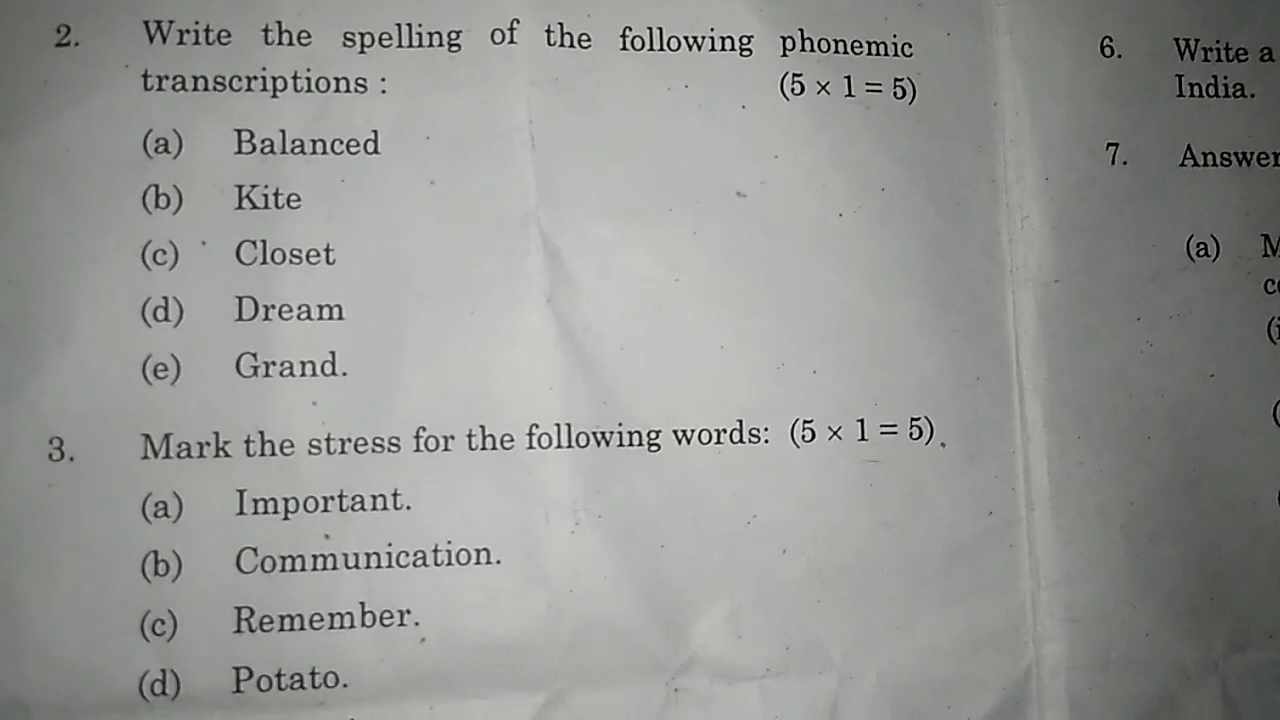 2. Write the spelling of the following phonemic
transcriptions : (5 × 1 = 5)
(a) Balanced
(b) Kite
(c) Closet
(d) Dream
(e) Grand.
3. Mark the stress for the following words: (5 × 1 = 5).
(a) Important.
(b) Communication.
(c) Remember.
(d) Potato.
6. Write a
India.
7. Answer
(a) M